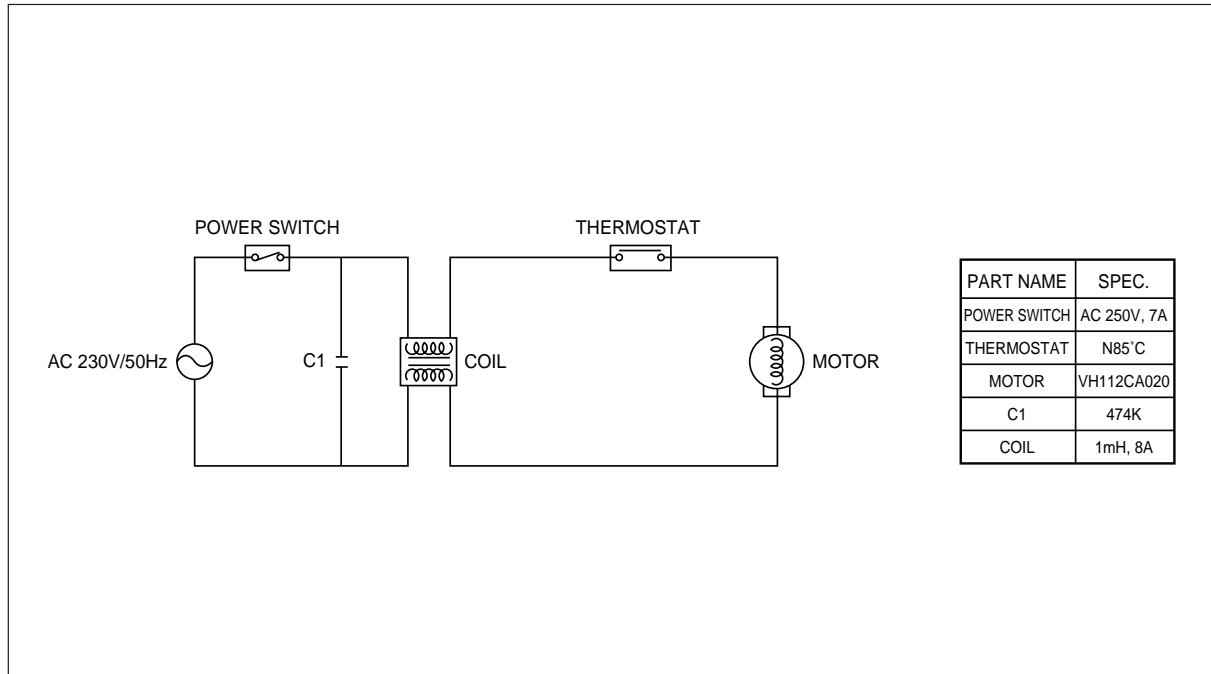 POWER SWITCH
THERMOSTAT
AC 230V/50Hz
C1
COIL
MOTOR
PART NAME SPEC.
POWER SWITCH AC 250V, 7A
THERMOSTAT N85˚C
MOTOR VH112CA020
C1 474K
COIL 1mH, 8A